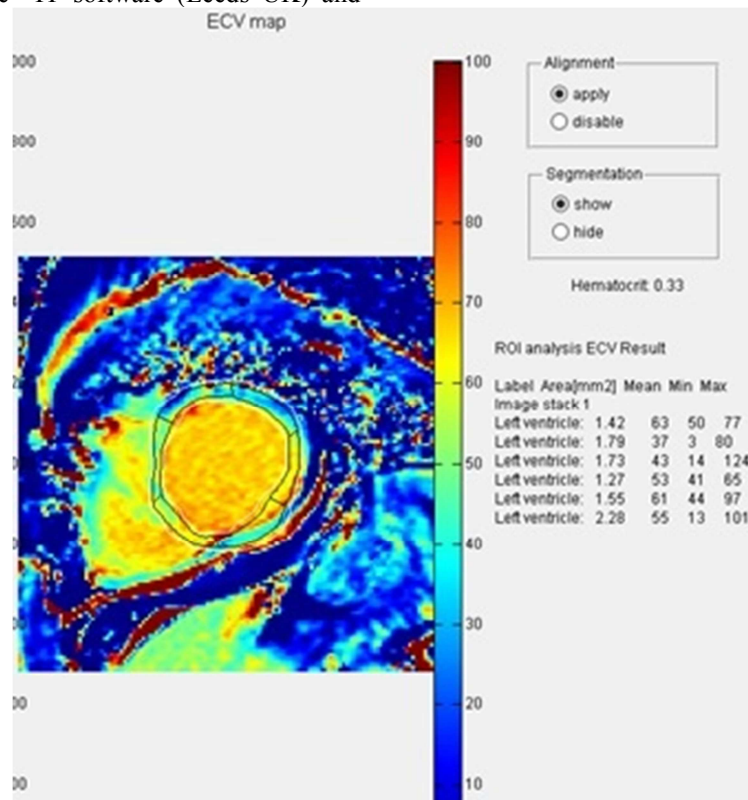 11 software (Leeds UK) and
ECV map
100
90
80
70
60
50
40
30
20
10
Alignment
apply
disable
Segmentation
show
hide
Hematocrit: 0.33
ROI analysis ECV Result
Label Area[mm2] Mean Min Max
Image stack 1
Left ventricle: 1.42 63 50 77
Left ventricle: 1.79 37 3 80
Left ventricle: 1.73 43 14 124
Left ventricle: 1.27 53 41 65
Left ventricle: 1.55 61 44 97
Left ventricle: 2.28 55 13 101